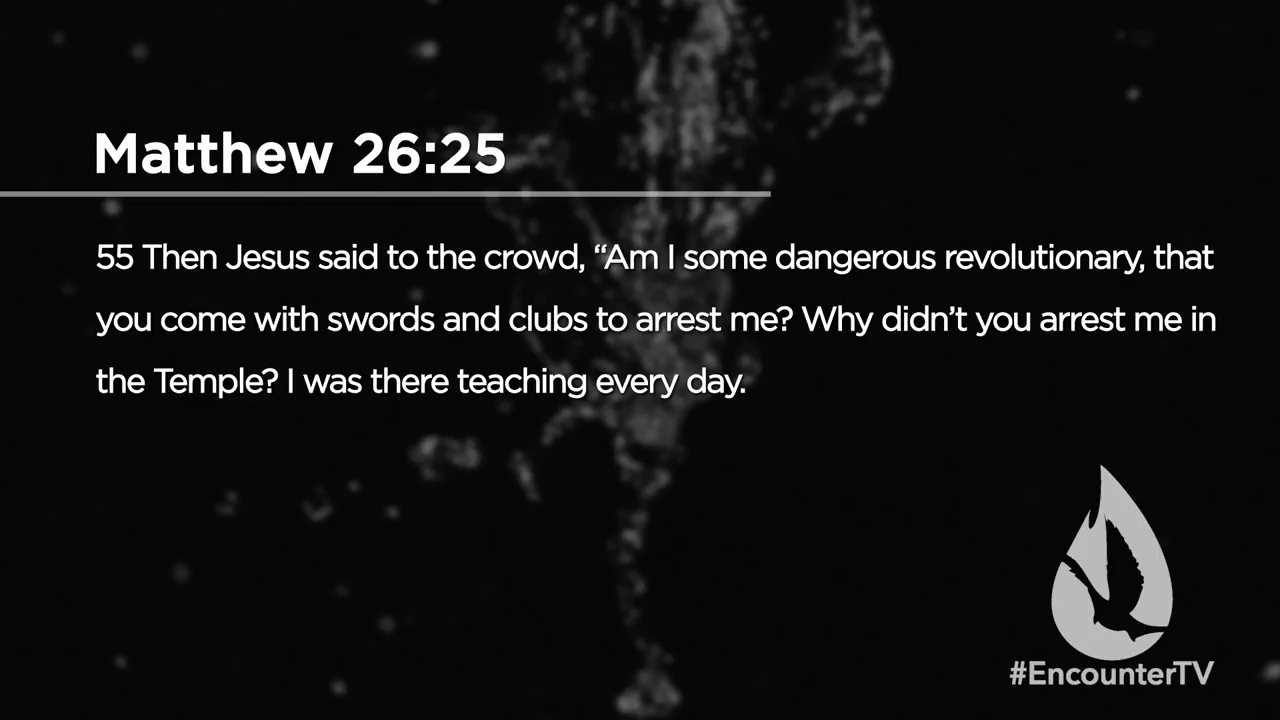 Matthew 26:25
55 Then Jesus said to the crowd, “Am I some dangerous revolutionary, that
you come with swords and clubs to arrest me? Why didn’t you arrest me in
the Temple? I was there teaching every day.
#EncounterTV